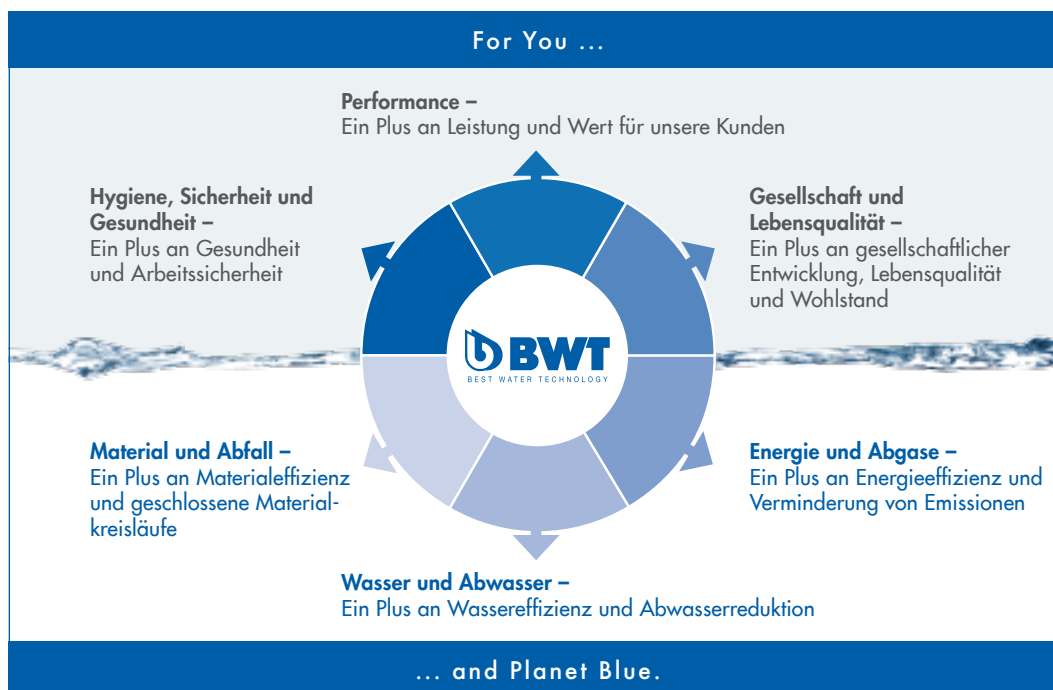 For You ...
Performance –
Ein Plus an Leistung und Wert für unsere Kunden
Hygiene, Sicherheit und
Gesundheit –
Ein Plus an Gesundheit
und Arbeitssicherheit
Gesellschaft und
Lebensqualität –
Ein Plus an gesellschaftlicher
Entwicklung, Lebensqualität
und Wohlstand
BWT
BEST WATER TECHNOLOGY
Material und Abfall –
Ein Plus an Materialeffizienz
und geschlossene Material-
kreisläufe
Energie und Abgase –
Ein Plus an Energieeffizienz und
Verminderung von Emissionen
Wasser und Abwasser –
Ein Plus an Wassereffizienz und Abwasserreduktion
... and Planet Blue.